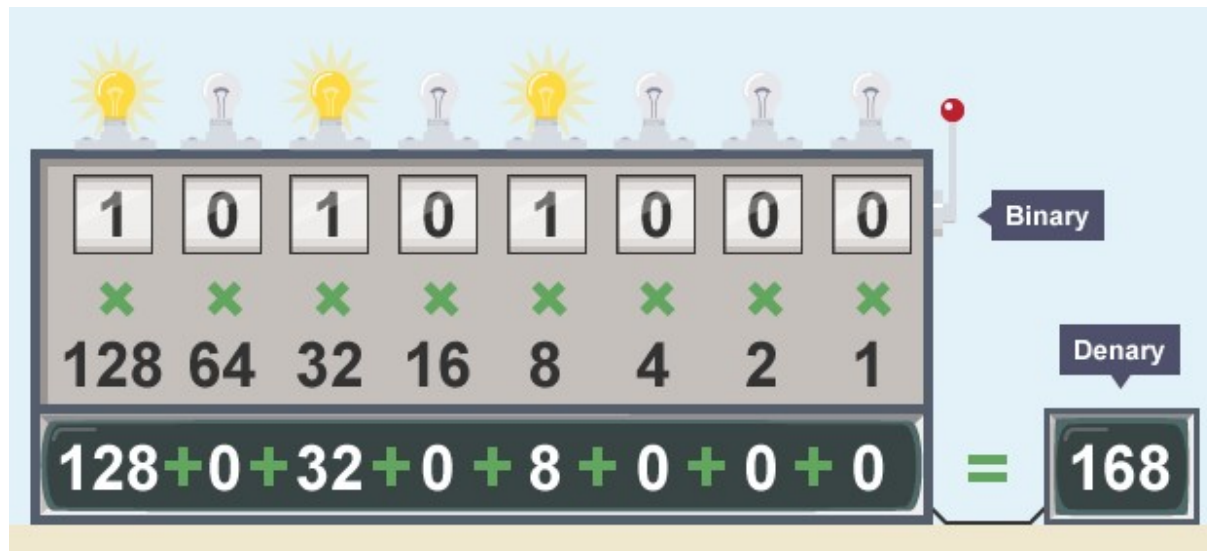 1 0 1 0 1 0 0 0
Binary
× × × × × × × ×
128 64 32 16 8 4 2 1
Denary
128+0+32+0+8+0+0+0 = 168